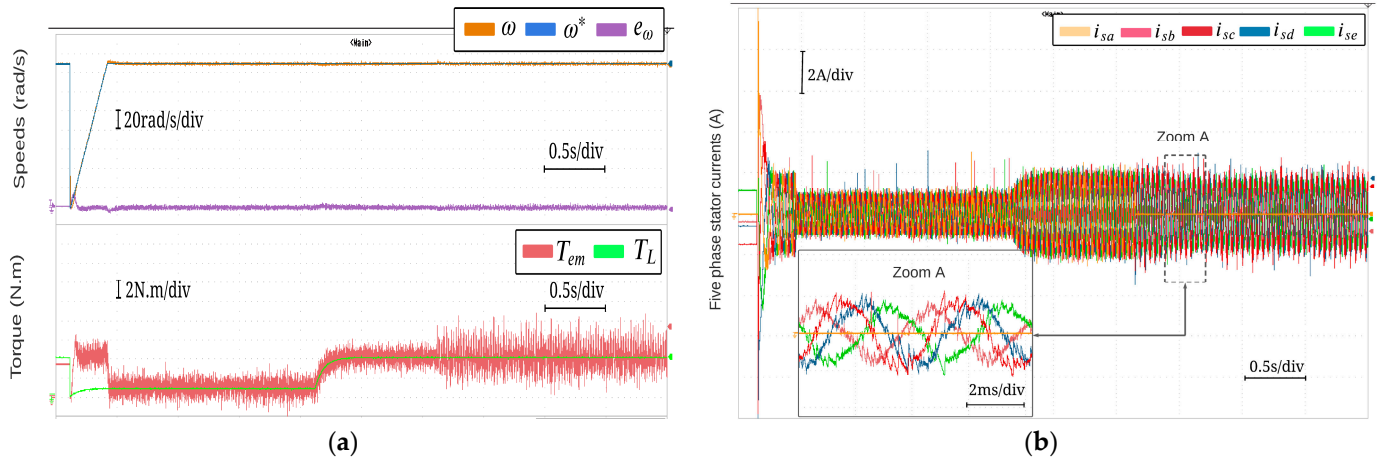 ω ω* e_ω
<Main>
Speeds (rad/s)
20rad/s/div
0.5s/div
T_em T_L
Torque (N.m)
2N.m/div
0.5s/div
(a)
i_sa i_sb i_sc i_sd i_se
2A/div
Five phase stator currents (A)
Zoom A
Zoom A
2ms/div
0.5s/div
(b)